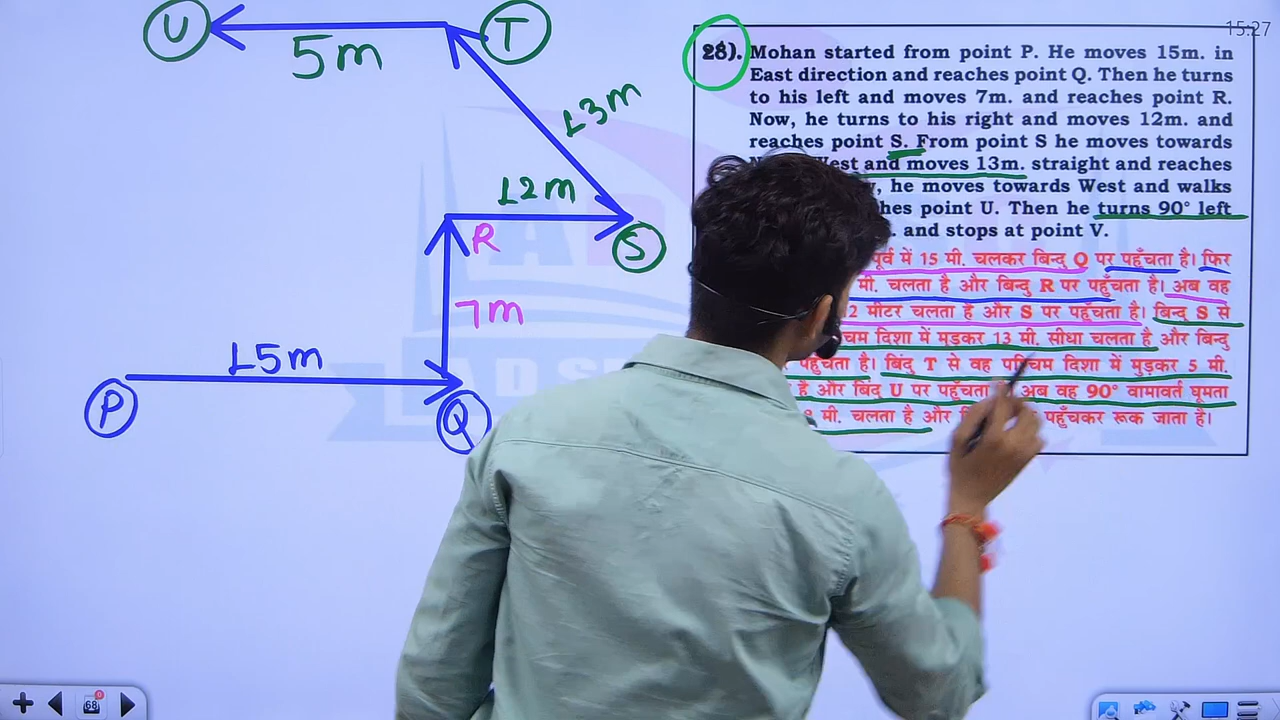 U
5m
T
13m
12m
S
R
7m
15m
P
Q
15:27
28). Mohan started from point P. He moves 15m. in
East direction and reaches point Q. Then he turns
to his left and moves 7m. and reaches point R.
Now, he turns to his right and moves 12m. and
reaches point S. From point S he moves towards
West and moves 13m. straight and reaches
he moves towards West and walks
point U. Then he turns 90° left
and stops at point V.
पूर्व में 15 मी. चलकर बिन्दु Q पर पहुँचता है। फिर
मी. चलता है और बिन्दु R पर पहुँचता है। अब वह
मीटर चलता है और S पर पहुँचता है। बिन्दु S से
दिशा में मुड़कर 13 मी. सीधा चलता है और बिन्दु
पहुँचता है। बिंदु T से वह दिशा में मुड़कर 5 मी.
है और बिंदु U पर पहुँचता अब वह 90° वामावर्त घूमता
मी. चलता है और पहुँचकर रूक जाता है।
68